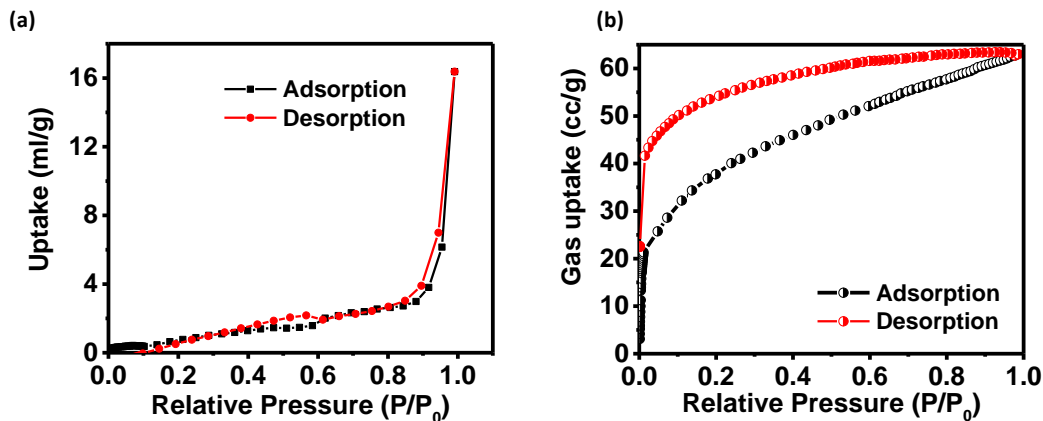 (a)
Uptake (ml/g)
16
12
8
4
0
Adsorption
Desorption
0.0 0.2 0.4 0.6 0.8 1.0
Relative Pressure (P/P0)
(b)
Gas uptake (cc/g)
60
50
40
30
20
10
0
Adsorption
Desorption
0.0 0.2 0.4 0.6 0.8 1.0
Relative Pressure (P/P0)